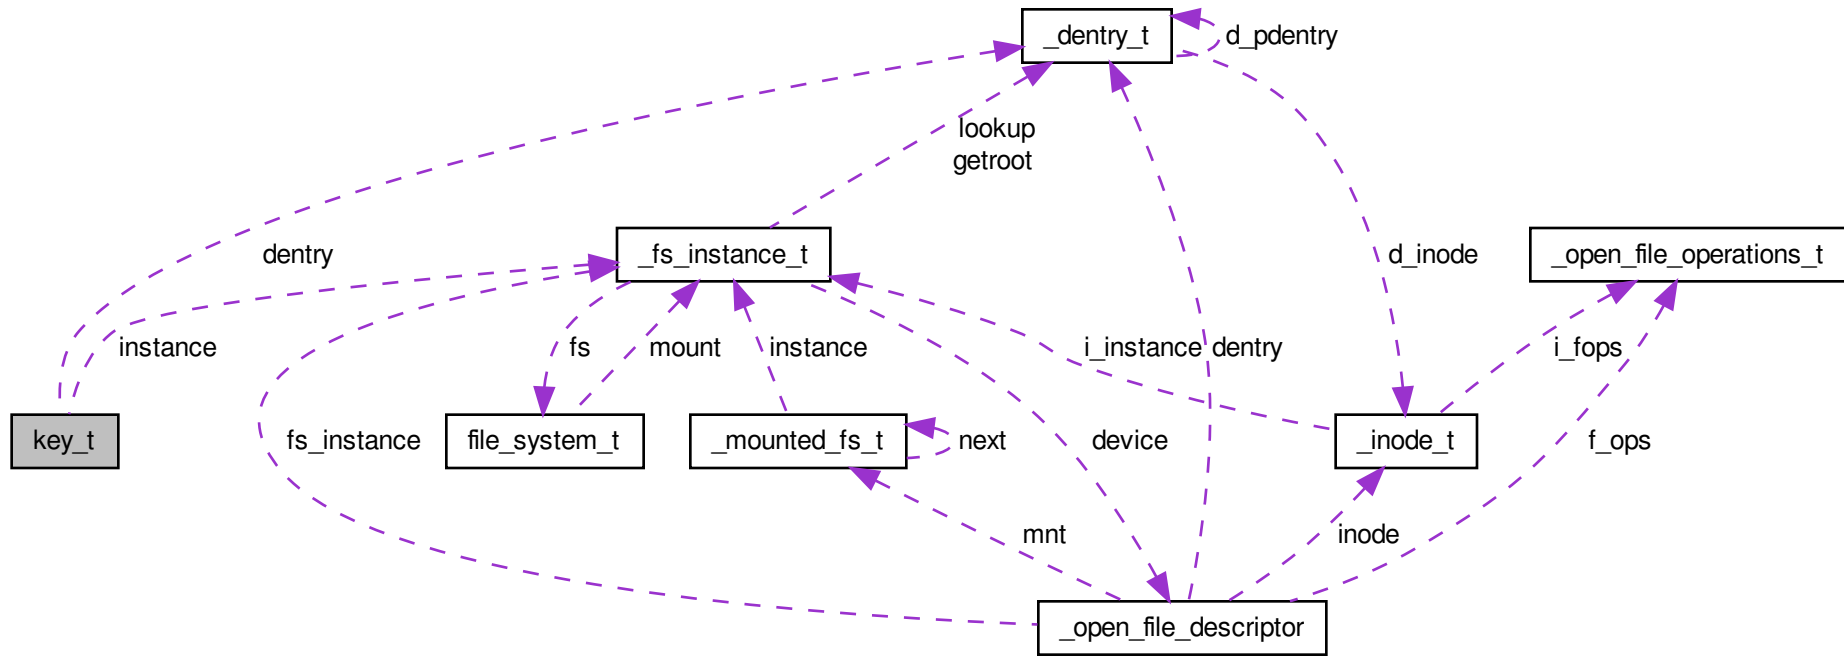 _dentry_t
d_pdentry
lookup
getroot
dentry
_fs_instance_t
d_inode
_open_file_operations_t
instance
fs
mount
instance
i_instance
dentry
i_fops
key_t
fs_instance
file_system_t
_mounted_fs_t
next
device
_inode_t
f_ops
mnt
inode
_open_file_descriptor